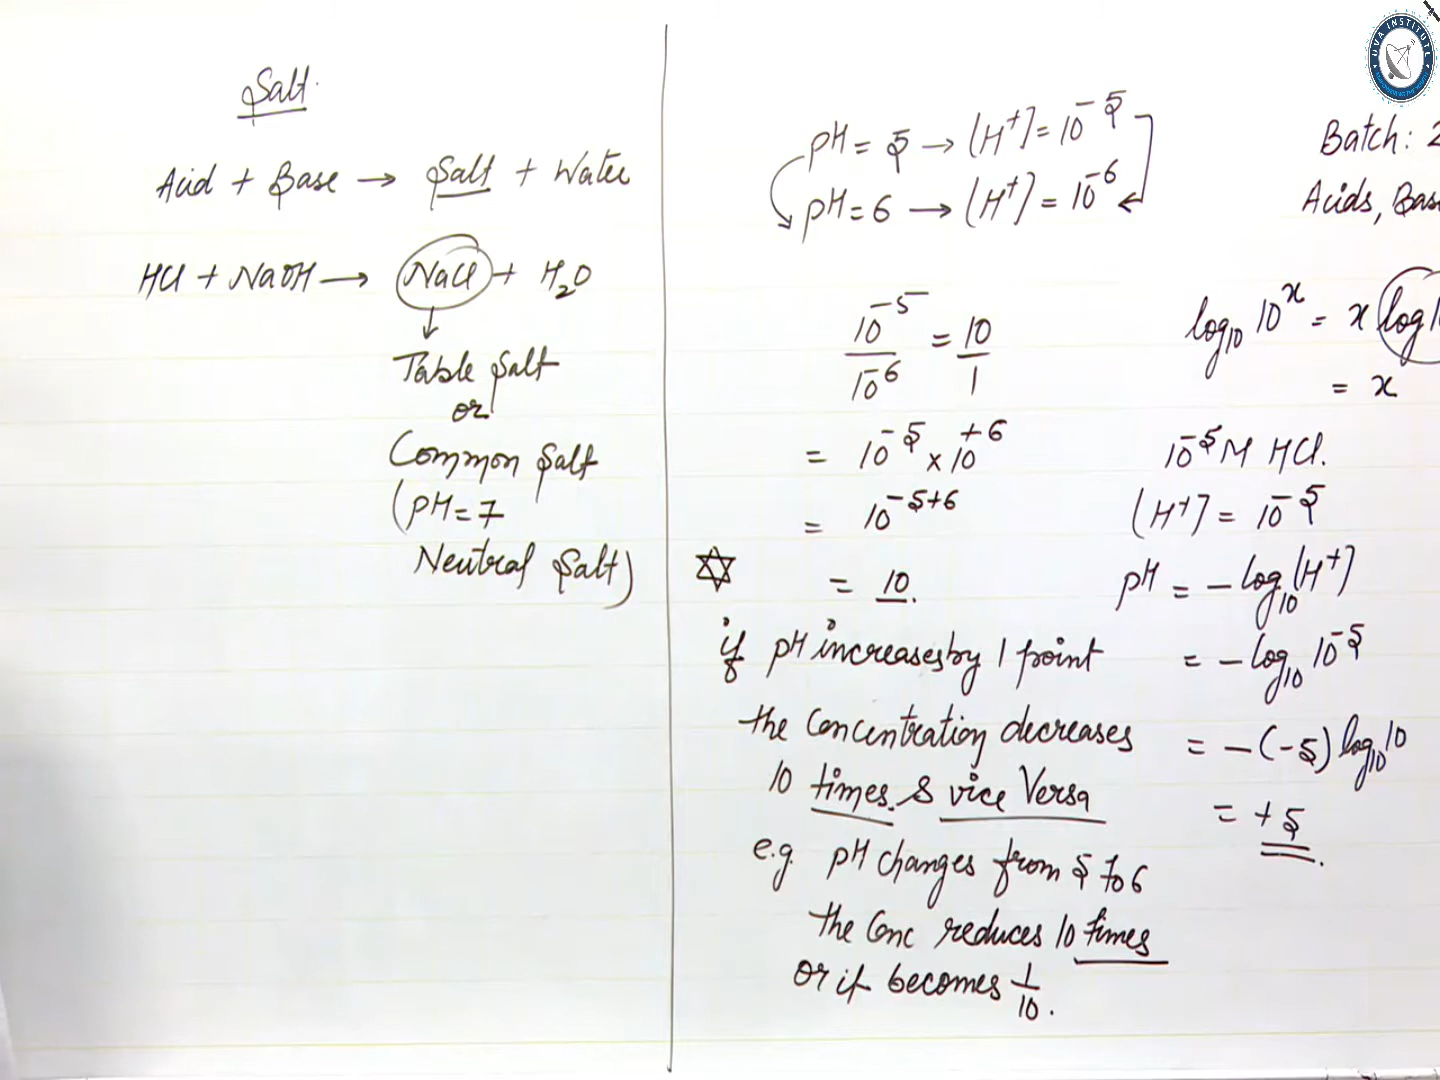 Salt.
Acid + Base → Salt + Water
HCl + NaOH → NaCl + H₂O
↓
Table Salt
or
Common Salt
(pH = 7
Neutral Salt)
pH = 5 → (H⁺) = 10⁻⁵
pH = 6 → (H⁺) = 10⁻⁶
10⁻⁵/10⁻⁶ = 10/1
= 10⁻⁵ × 10⁺⁶
= 10⁻⁵⁺⁶
= 10.
if pH increases by 1 point
the Concentration decreases
10 times. & vice Versa
e.g. pH changes from 5 to 6
the Conc reduces 10 times
or it becomes 1/10.
Batch: 2
Acids, Bas
log₁₀ 10ˣ = x log
= x
10⁻⁵ M HCl.
(H⁺) = 10⁻⁵
pH = -log₁₀(H⁺)
= -log₁₀ 10⁻⁵
= -(-5) log₁₀ 10
= +5.
UVA INSTITUTE